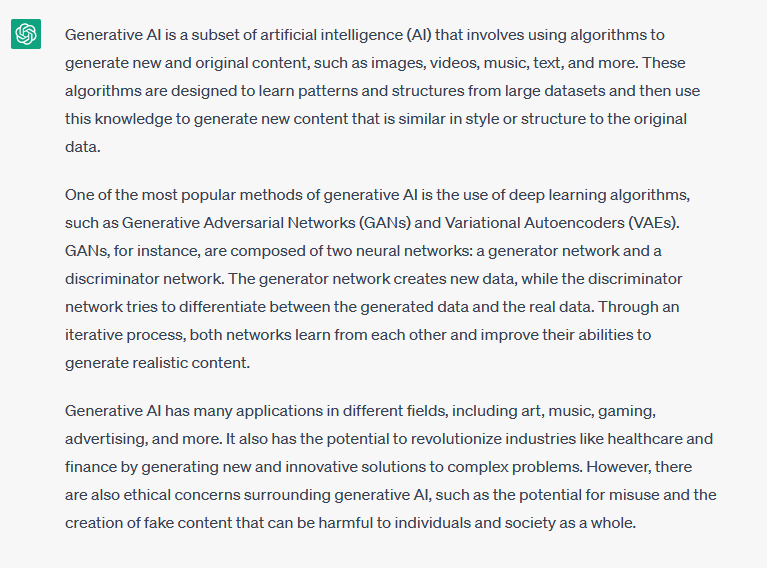 Generative AI is a subset of artificial intelligence (AI) that involves using algorithms to
generate new and original content, such as images, videos, music, text, and more. These
algorithms are designed to learn patterns and structures from large datasets and then use
this knowledge to generate new content that is similar in style or structure to the original
data.
One of the most popular methods of generative AI is the use of deep learning algorithms,
such as Generative Adversarial Networks (GANs) and Variational Autoencoders (VAEs).
GANs, for instance, are composed of two neural networks: a generator network and a
discriminator network. The generator network creates new data, while the discriminator
network tries to differentiate between the generated data and the real data. Through an
iterative process, both networks learn from each other and improve their abilities to
generate realistic content.
Generative AI has many applications in different fields, including art, music, gaming,
advertising, and more. It also has the potential to revolutionize industries like healthcare and
finance by generating new and innovative solutions to complex problems. However, there
are also ethical concerns surrounding generative AI, such as the potential for misuse and the
creation of fake content that can be harmful to individuals and society as a whole.